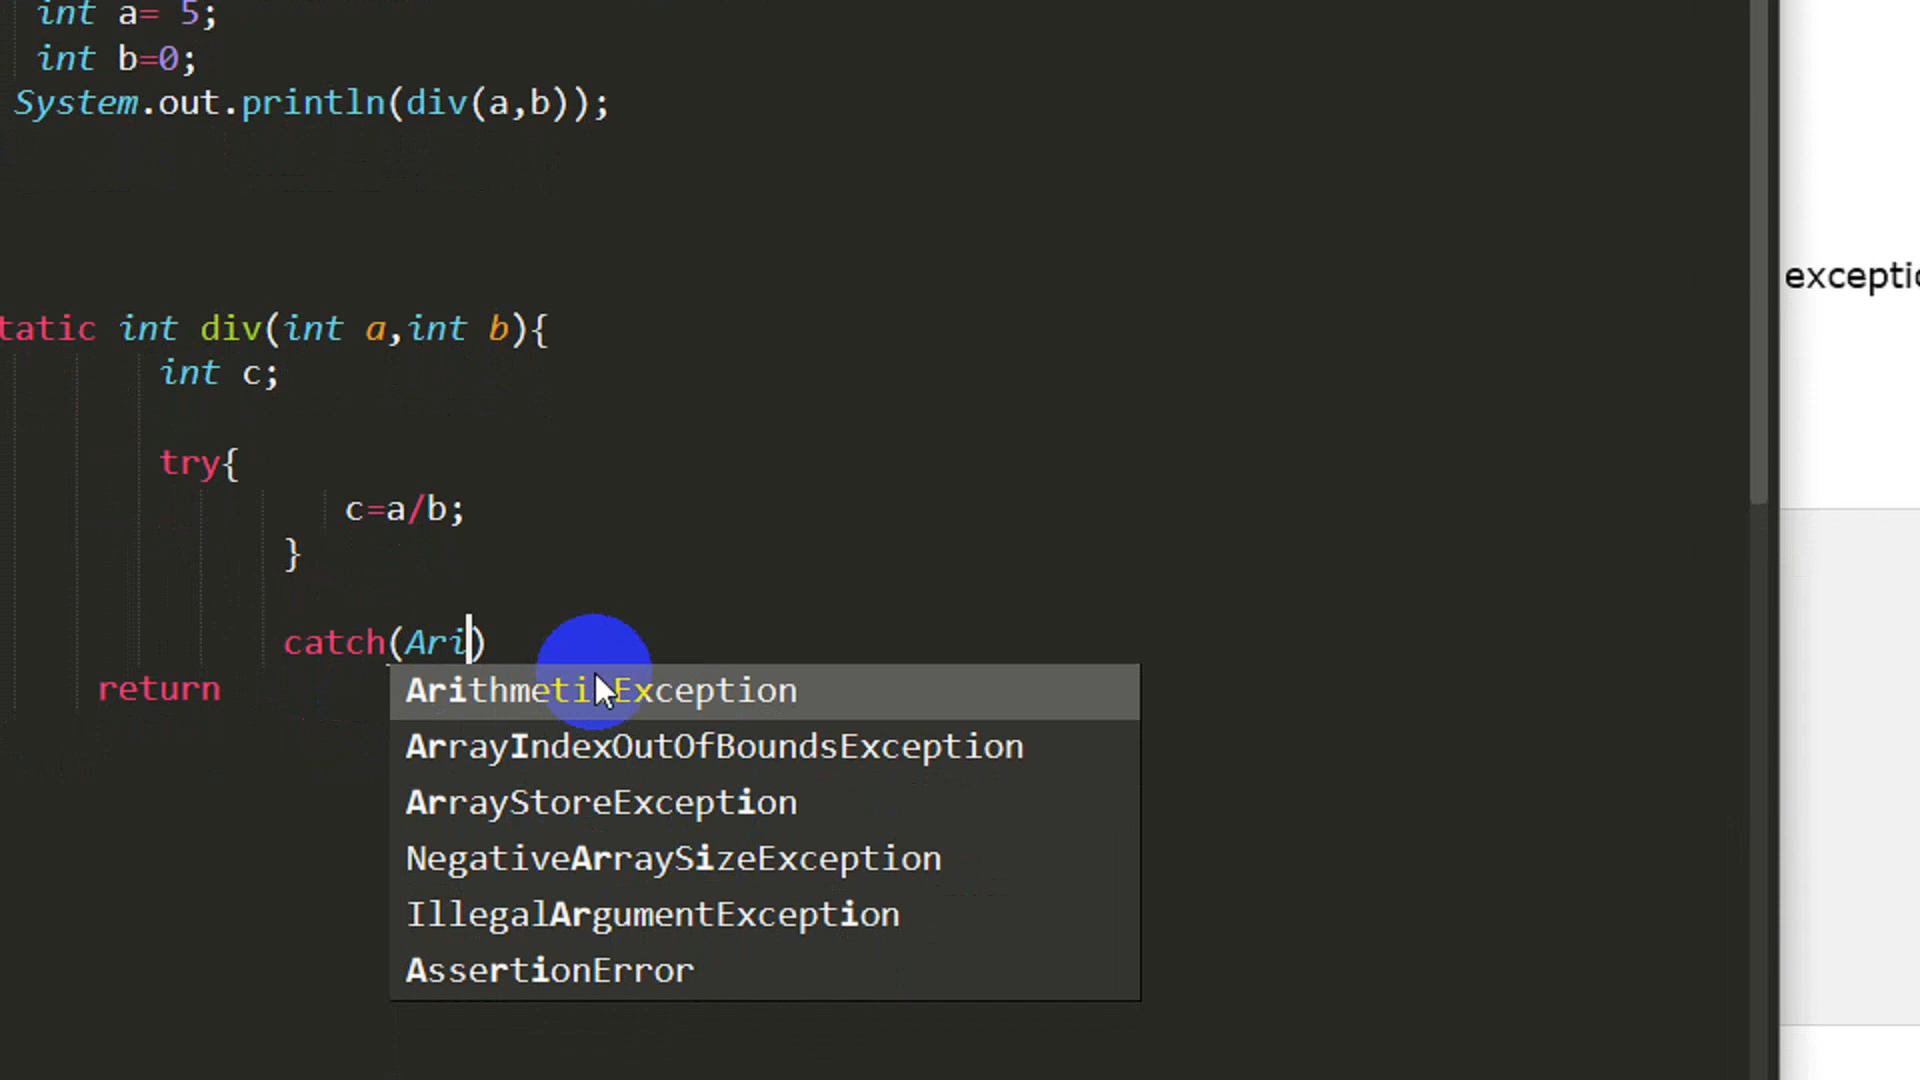 int a= 5;
int b=0;
System.out.println(div(a,b));
exceptio
tatic int div(int a,int b){
int c;
try{
c=a/b;
}
catch(Ari)
return
ArithmeticException
ArrayIndexOutOfBoundsException
ArrayStoreException
NegativeArraySizeException
IllegalArgumentException
AssertionError